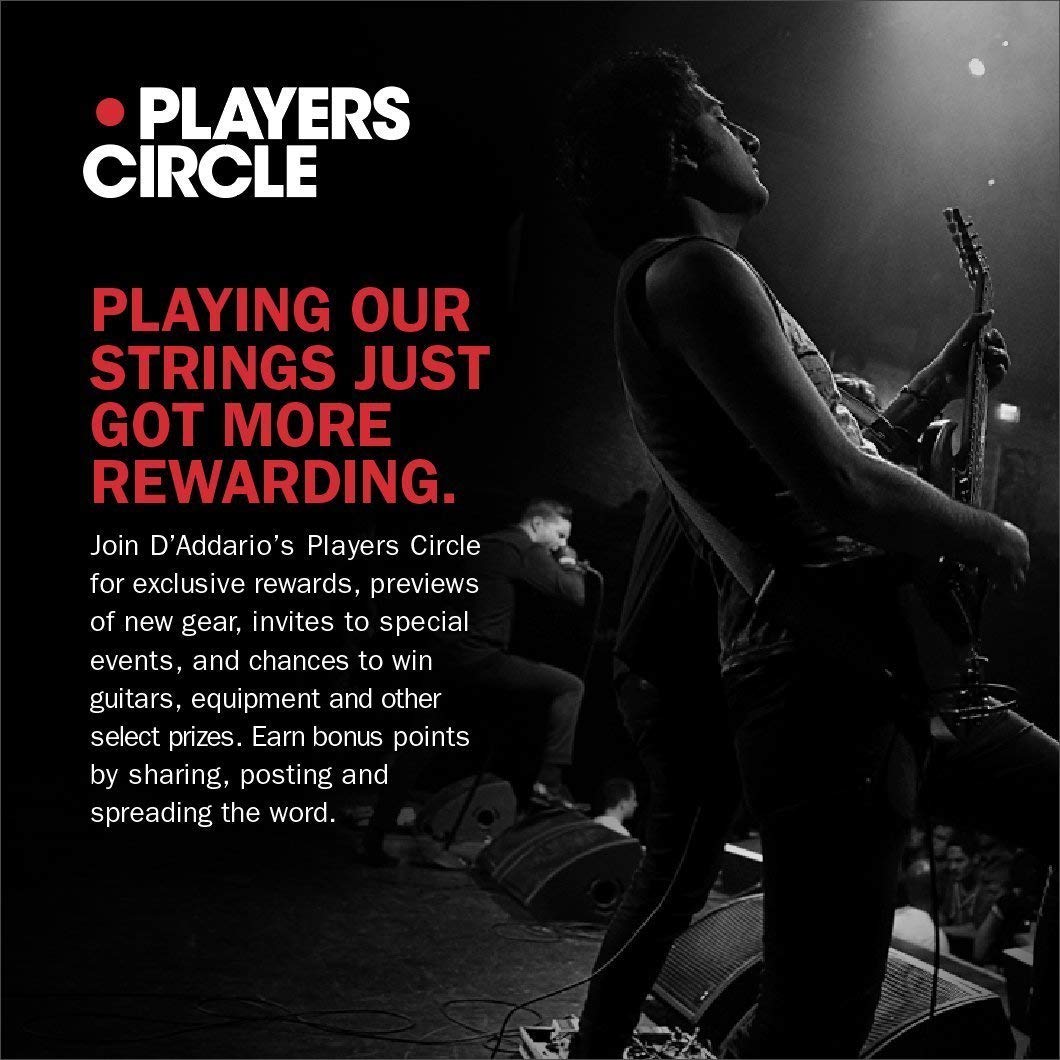 PLAYERS
CIRCLE
PLAYING OUR
STRINGS JUST
GOT MORE
REWARDING.
Join D’Addario’s Players Circle
for exclusive rewards, previews
of new gear, invites to special
events, and chances to win
guitars, equipment and other
select prizes. Earn bonus points
by sharing, posting and
spreading the word.